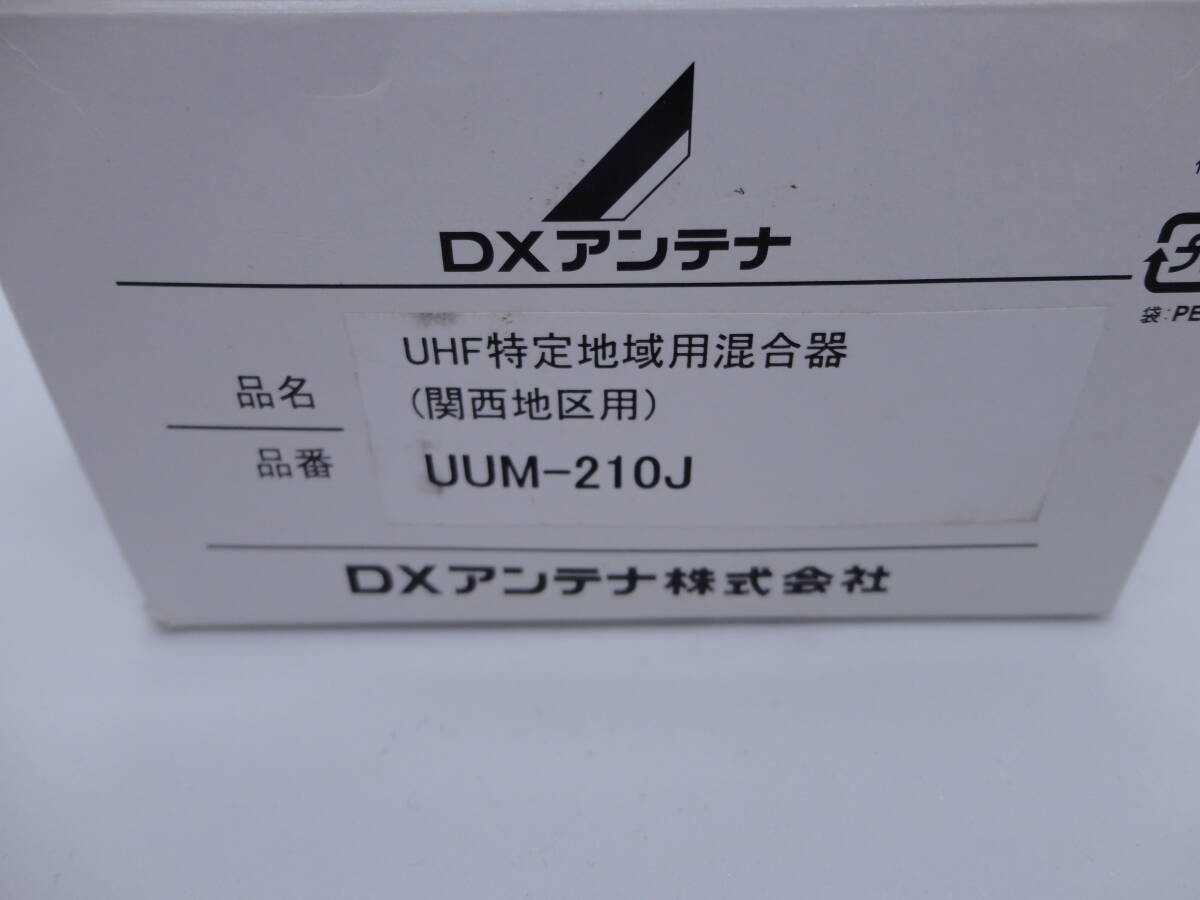 DXアンテナ
袋:PE
品名
UHF特定地域用混合器
(関西地区用)
品番
UUM-210J
DXアンテナ株式会社